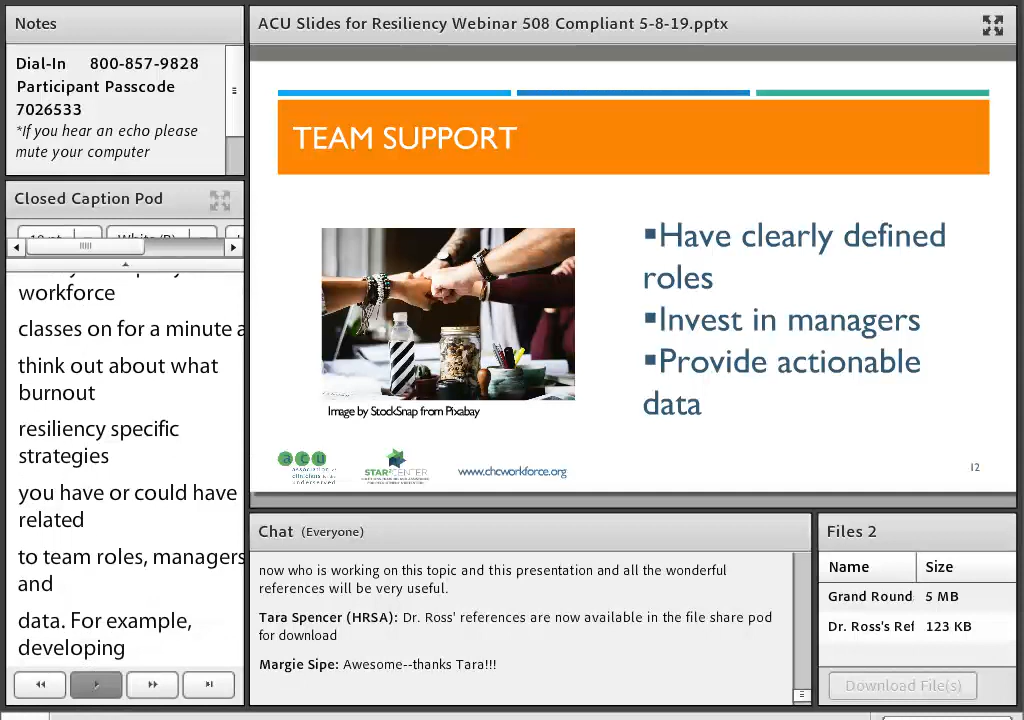 Notes
Dial-In 800-857-9828
Participant Passcode
7026533
*If you hear an echo please
mute your computer
Closed Caption Pod
workforce
classes on for a minute a
think out about what
burnout
resiliency specific
strategies
you have or could have
related
to team roles, managers
and
data. For example,
developing
ACU Slides for Resiliency Webinar 508 Compliant 5-8-19.pptx
TEAM SUPPORT
▪Have clearly defined
roles
▪Invest in managers
▪Provide actionable
data
Image by StockSnap from Pixabay
acu
STAR CENTER
www.chcworkforce.org
12
Chat (Everyone)
now who is working on this topic and this presentation and all the wonderful
references will be very useful.
Tara Spencer (HRSA): Dr. Ross' references are now available in the file share pod
for download
Margie Sipe: Awesome--thanks Tara!!!
Files 2
Name Size
Grand Round 5 MB
Dr. Ross's Ref 123 KB
Download File(s)